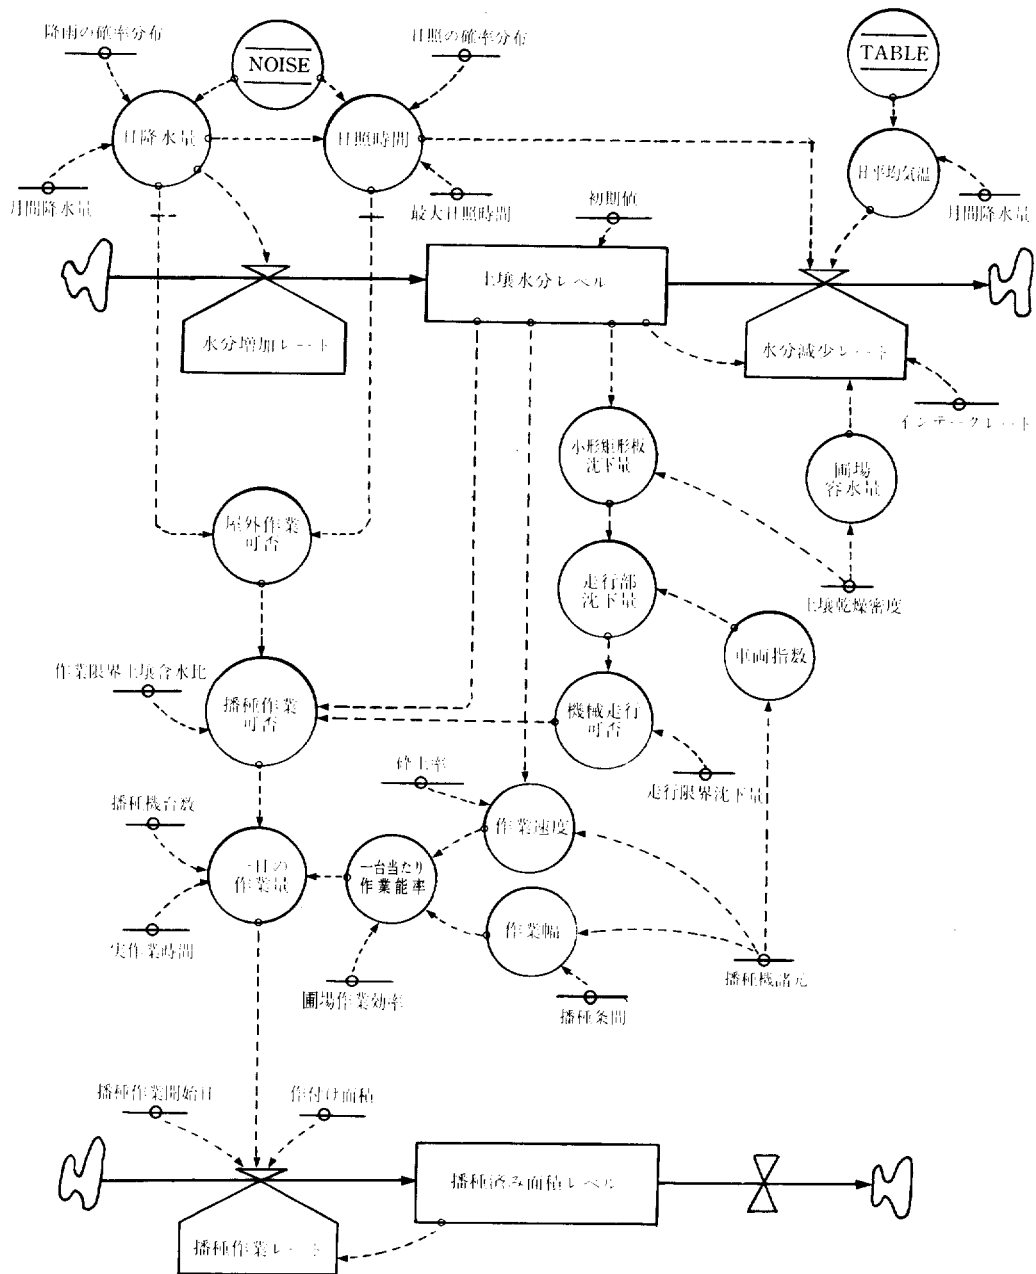 降雨の確率分布
NOISE
日照の確率分布
TABLE
日降水量
日照時間
日平均気温
月間降水量
最大日照時間
初期値
月間降水量
土壌水分レベル
水分増加レート
水分減少レート
インテークレート
小形矩形板
沈下量
圃場
容水量
屋外作業
可否
走行部
沈下量
土壌乾燥密度
車両指数
作業限界土壌含水比
播種作業
可否
機械走行
可否
砕土率
走行限界沈下量
播種機台数
作業速度
一日の
作業量
一台当たり
作業能率
作業幅
実作業時間
圃場作業効率
播種機諸元
播種条間
播種作業開始日
作付け面積
播種済み面積レベル
播種作業レート